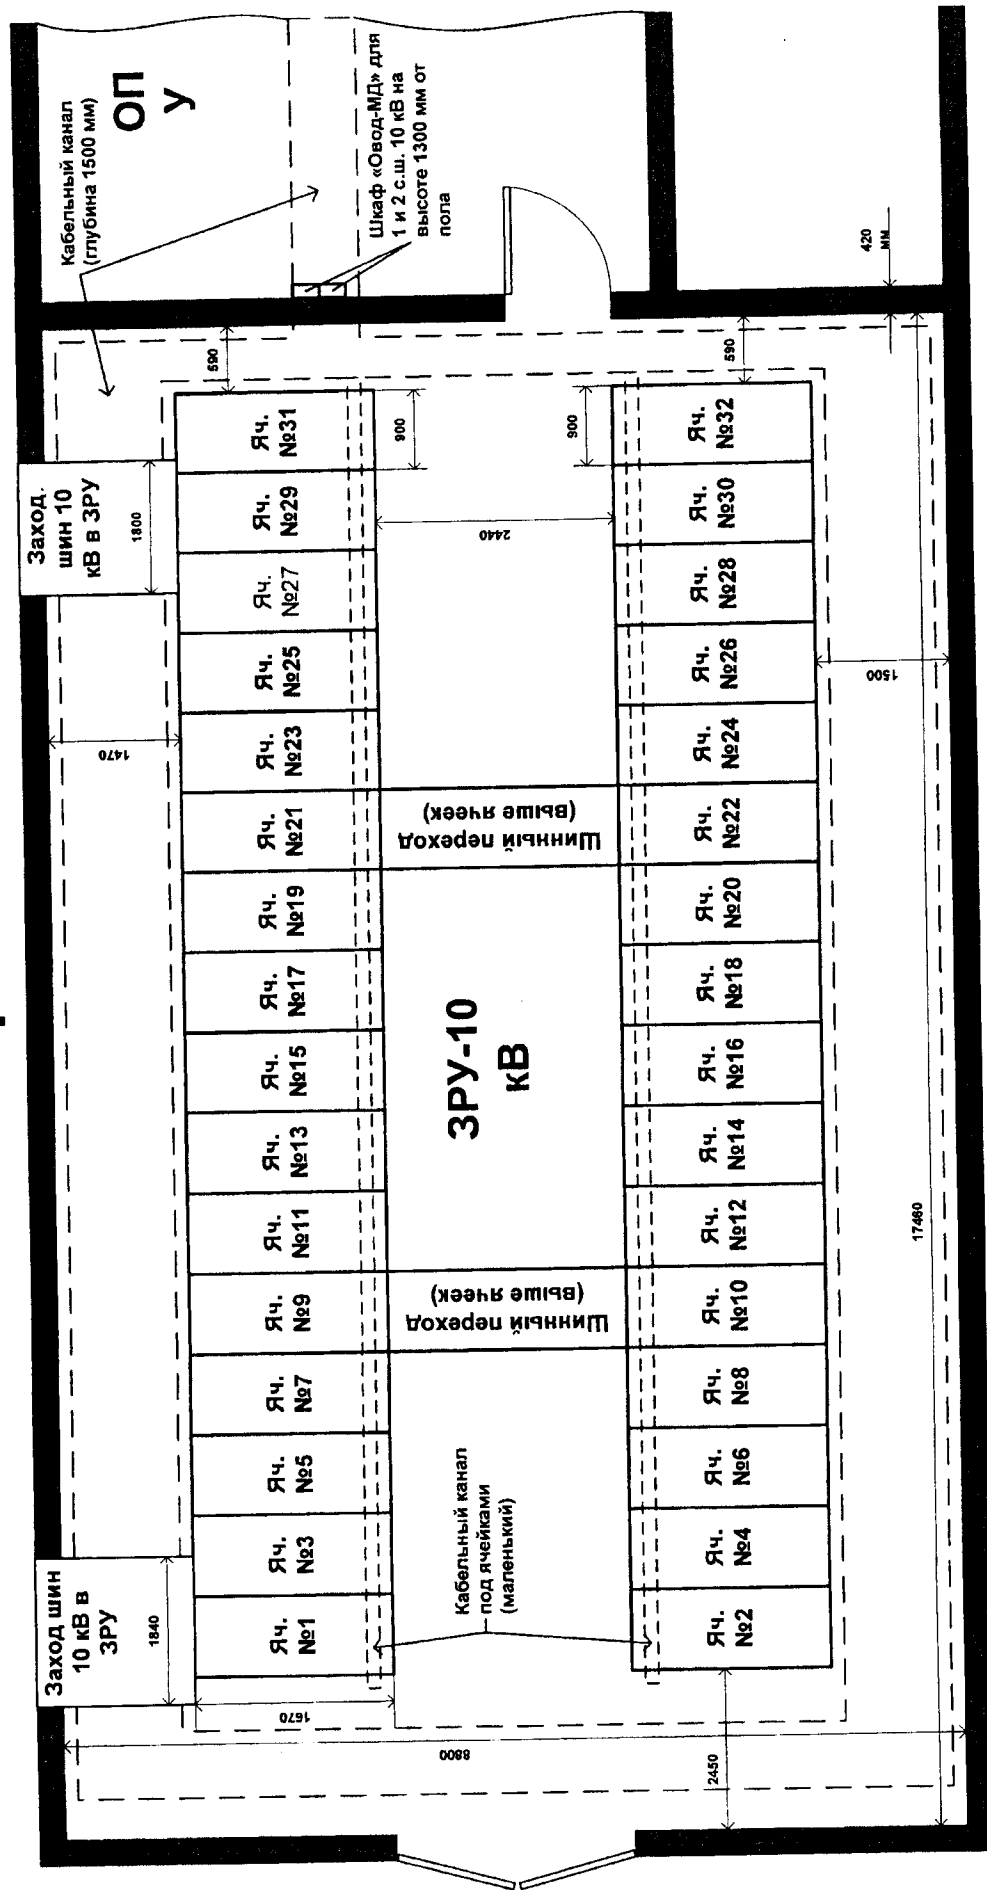 Кабельный канал
(глубина 1500 мм)
ОП
У
Шкаф «Овод-МД» для
1 и 2 с.ш. 10 кВ на
высоте 1300 мм от
пола
420
мм
590
590
Заход.
шин 10
кВ в ЗРУ
1800
900
900
2440
1470
1500
Яч.
№31
Яч.
№29
Яч.
№27
Яч.
№25
Яч.
№23
Яч.
№21
Яч.
№19
Яч.
№17
Яч.
№15
Яч.
№13
Яч.
№11
Яч.
№9
Яч.
№7
Яч.
№5
Яч.
№3
Яч.
№1
Шинный переход
(выше ячеек)
ЗРУ-10
кВ
Шинный переход
(выше ячеек)
Кабельный канал
под ячейками
(маленький)
Яч.
№32
Яч.
№30
Яч.
№28
Яч.
№26
Яч.
№24
Яч.
№22
Яч.
№20
Яч.
№18
Яч.
№16
Яч.
№14
Яч.
№12
Яч.
№10
Яч.
№8
Яч.
№6
Яч.
№4
Яч.
№2
17460
Заход шин
10 кВ в
ЗРУ
1840
1670
8800
2450